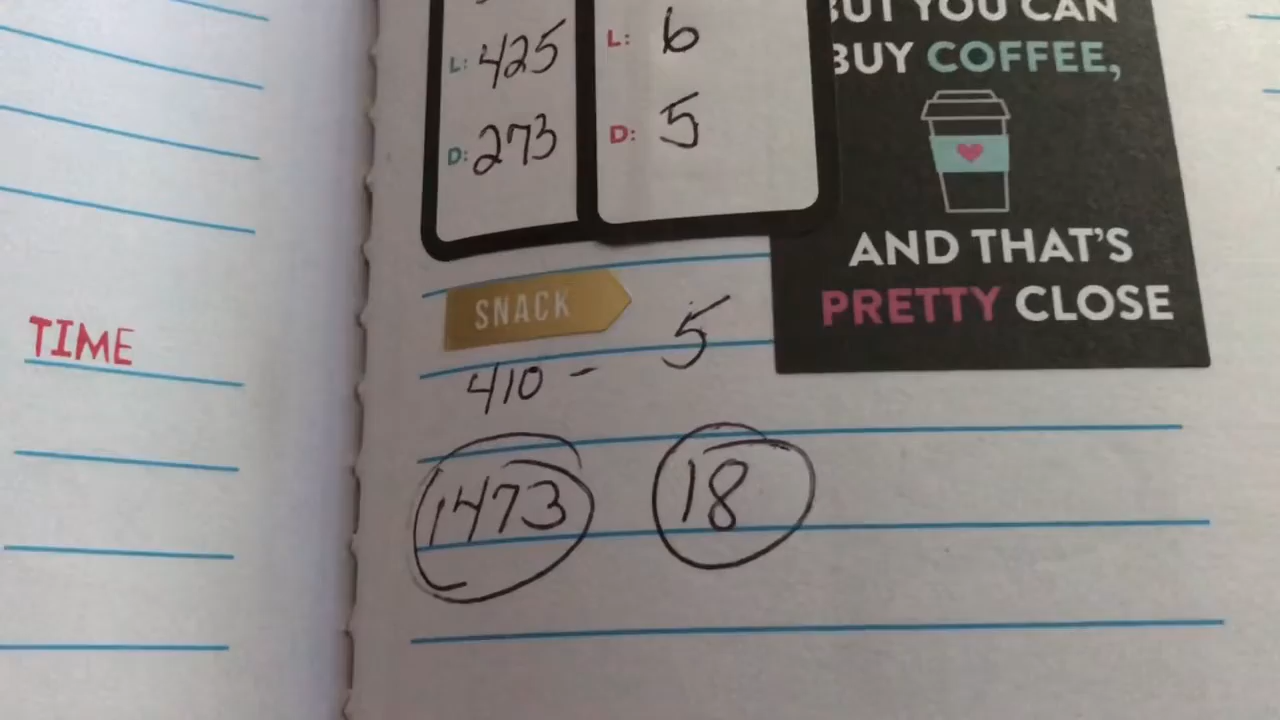 L: 425
D: 273
L: 6
D: 5
BUT YOU CAN
BUY COFFEE,
AND THAT'S
PRETTY CLOSE
SNACK
410 - 5
1473 18
TIME